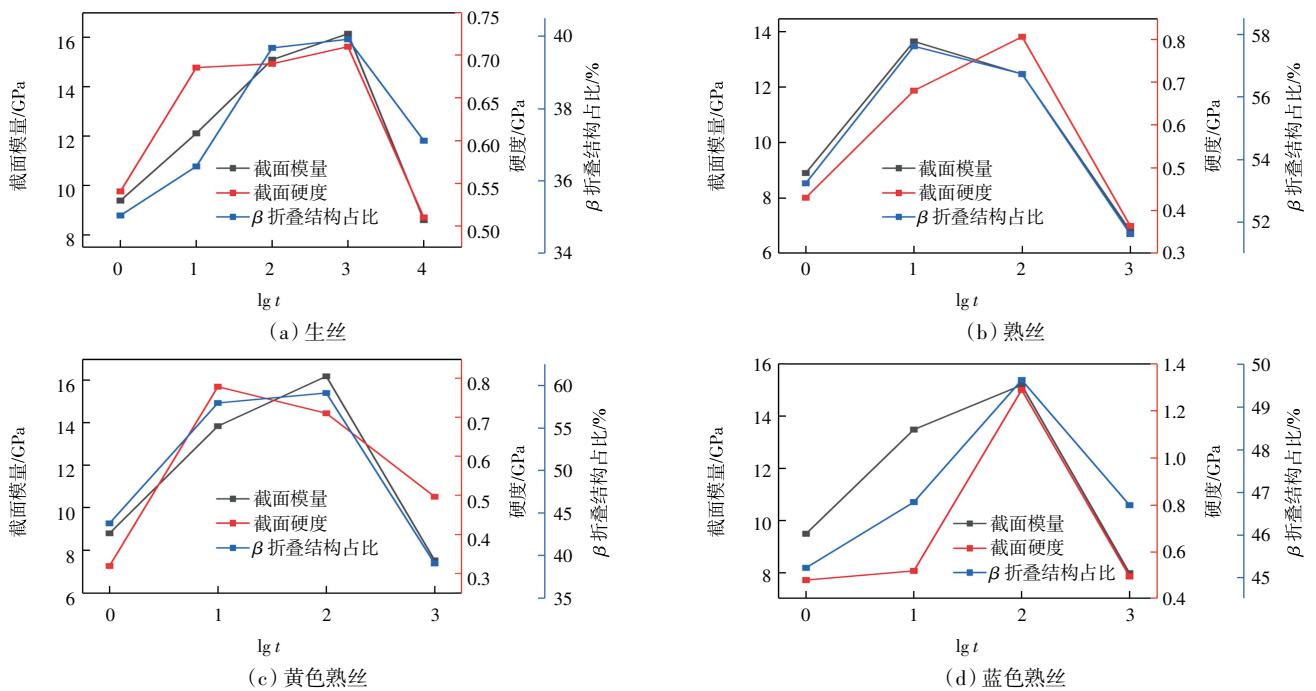 截面模量/GPa
16
14
12
10
8
0 1 2 3 4
lg t
0.75
0.70
0.65
0.60
0.55
0.50
硬度/GPa
40
38
36
34
β 折叠结构占比/%
截面模量
截面硬度
β 折叠结构占比
(a) 生丝
截面模量/GPa
14
12
10
8
6
0 1 2 3
lg t
0.8
0.7
0.6
0.5
0.4
0.3
硬度/GPa
58
56
54
52
β 折叠结构占比/%
截面模量
截面硬度
β 折叠结构占比
(b) 熟丝
截面模量/GPa
16
14
12
10
8
6
0 1 2 3
lg t
0.8
0.7
0.6
0.5
0.4
0.3
硬度/GPa
60
55
50
45
40
35
β 折叠结构占比/%
截面模量
截面硬度
β 折叠结构占比
(c) 黄色熟丝
截面模量/GPa
16
14
12
10
8
0 1 2 3
lg t
1.4
1.2
1.0
0.8
0.6
0.4
硬度/GPa
50
49
48
47
46
45
β 折叠结构占比/%
截面模量
截面硬度
β 折叠结构占比
(d) 蓝色熟丝